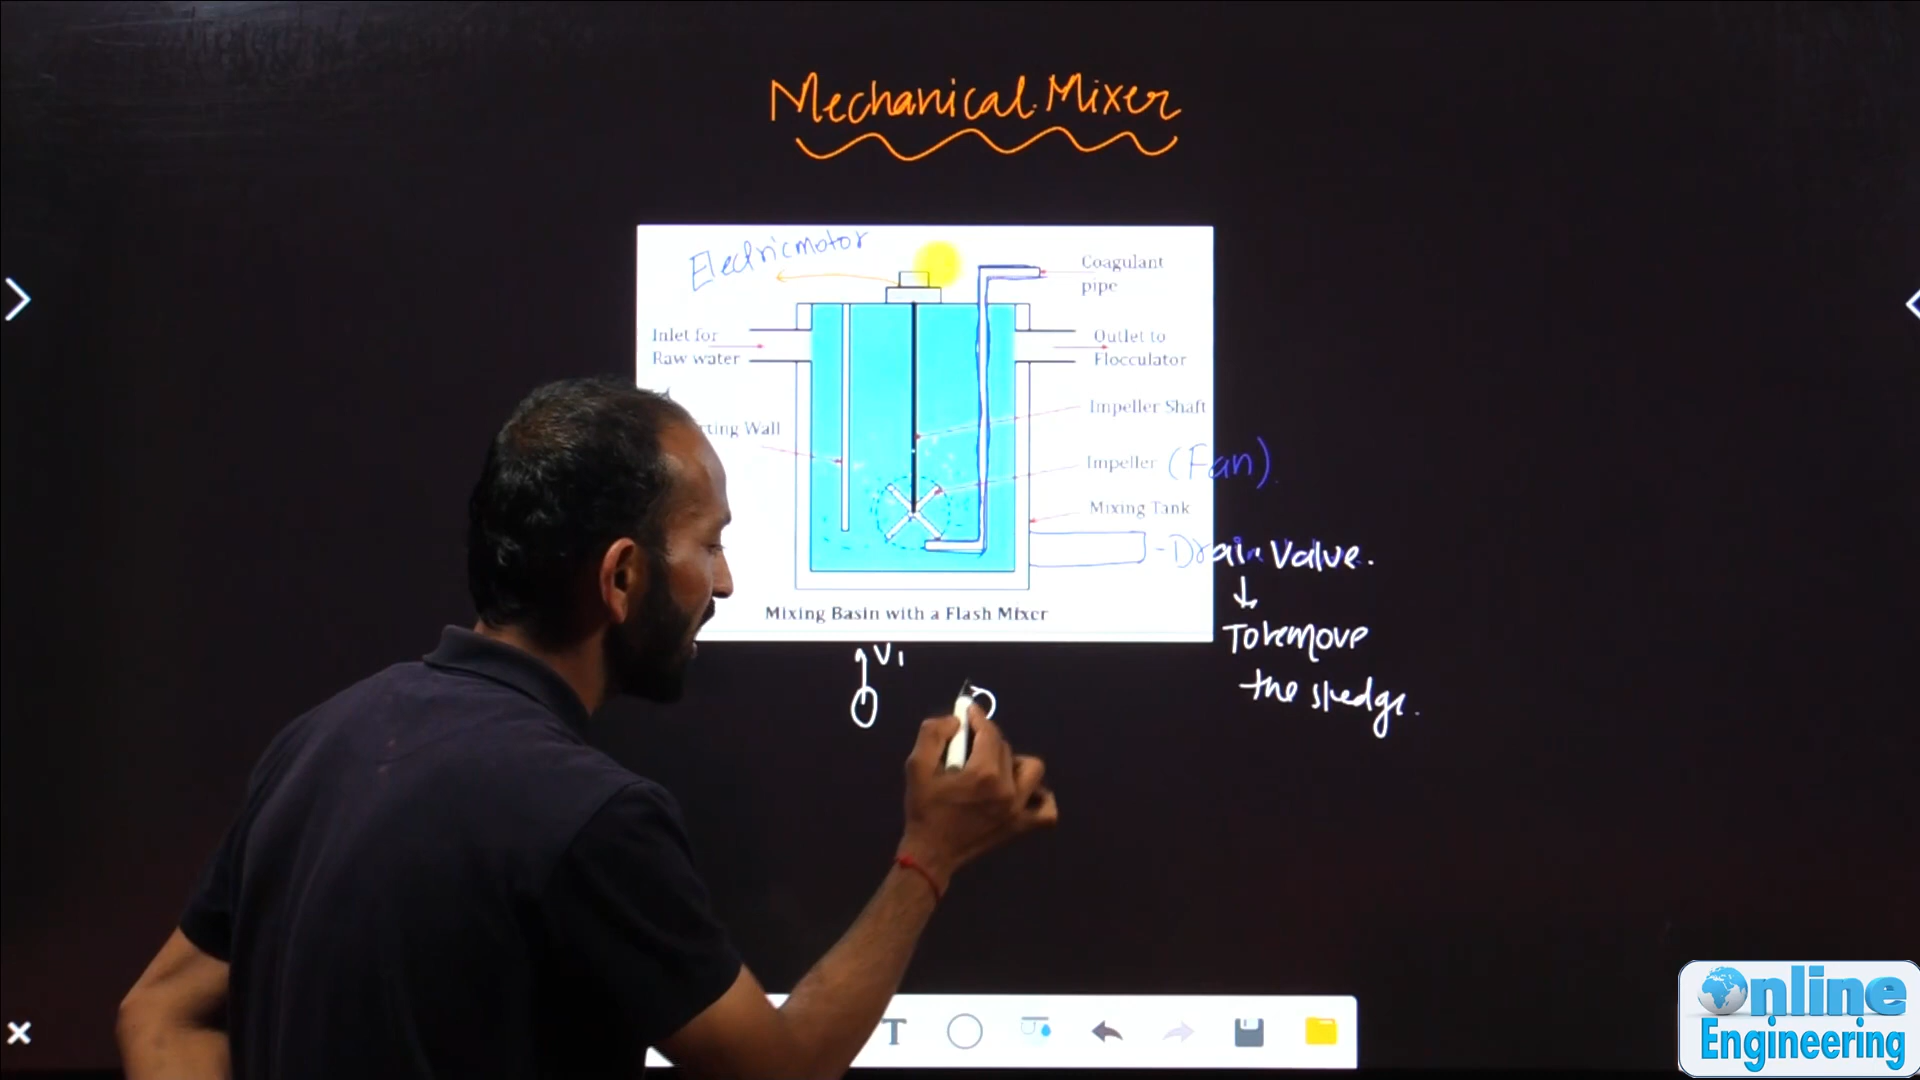 Mechanical Mixer
Electric motor
Coagulant
pipe
Inlet for
Raw water
Outlet to
Flocculator
Impeller Shaft
Wall
Impeller (Fan)
Mixing Tank
-Drain Valve.
↓
To remove
the sludge.
Mixing Basin with a Flash Mixer
V1
T
Online
Engineering